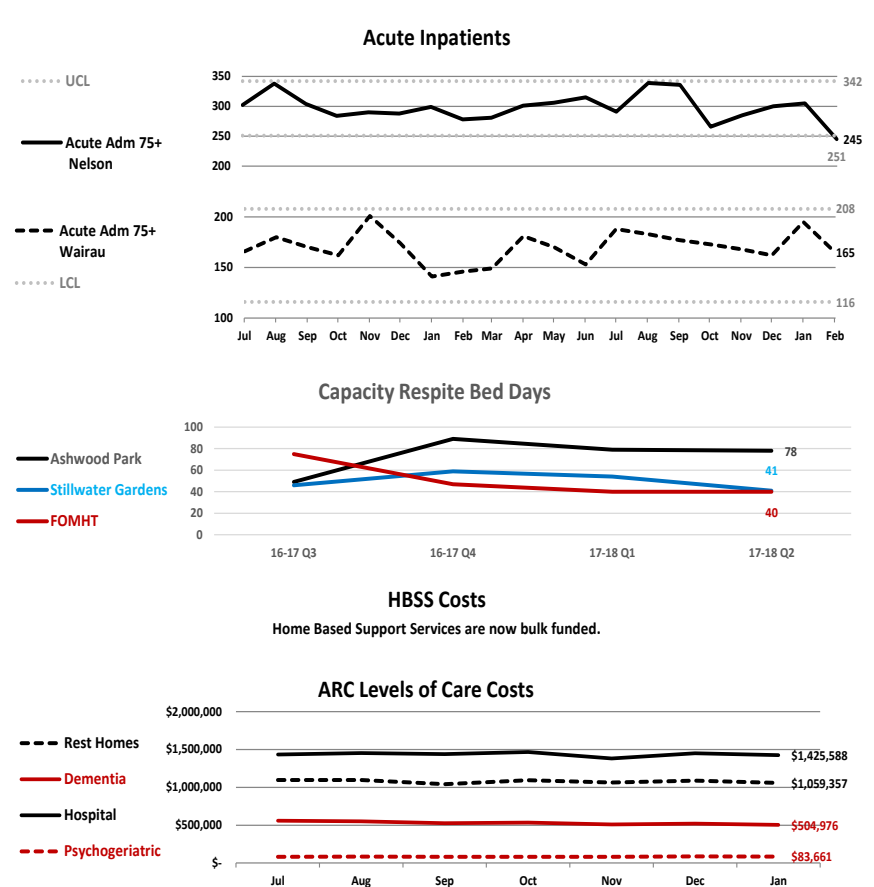 Acute Inpatients
UCL
Acute Adm 75+
Nelson
Acute Adm 75+
Wairau
LCL
350
300
250
200
342
245
251
200
150
100
208
165
116
Jul Aug Sep Oct Nov Dec Jan Feb Mar Apr May Jun Jul Aug Sep Oct Nov Dec Jan Feb
Capacity Respite Bed Days
Ashwood Park
Stillwater Gardens
FOMHT
100
80
60
40
20
0
78
41
40
16-17 Q3 16-17 Q4 17-18 Q1 17-18 Q2
HBSS Costs
Home Based Support Services are now bulk funded.
ARC Levels of Care Costs
Rest Homes
Dementia
Hospital
Psychogeriatric
$2,000,000
$1,500,000
$1,000,000
$500,000
$-
$1,425,588
$1,059,357
$504,976
$83,661
Jul Aug Sep Oct Nov Dec Jan